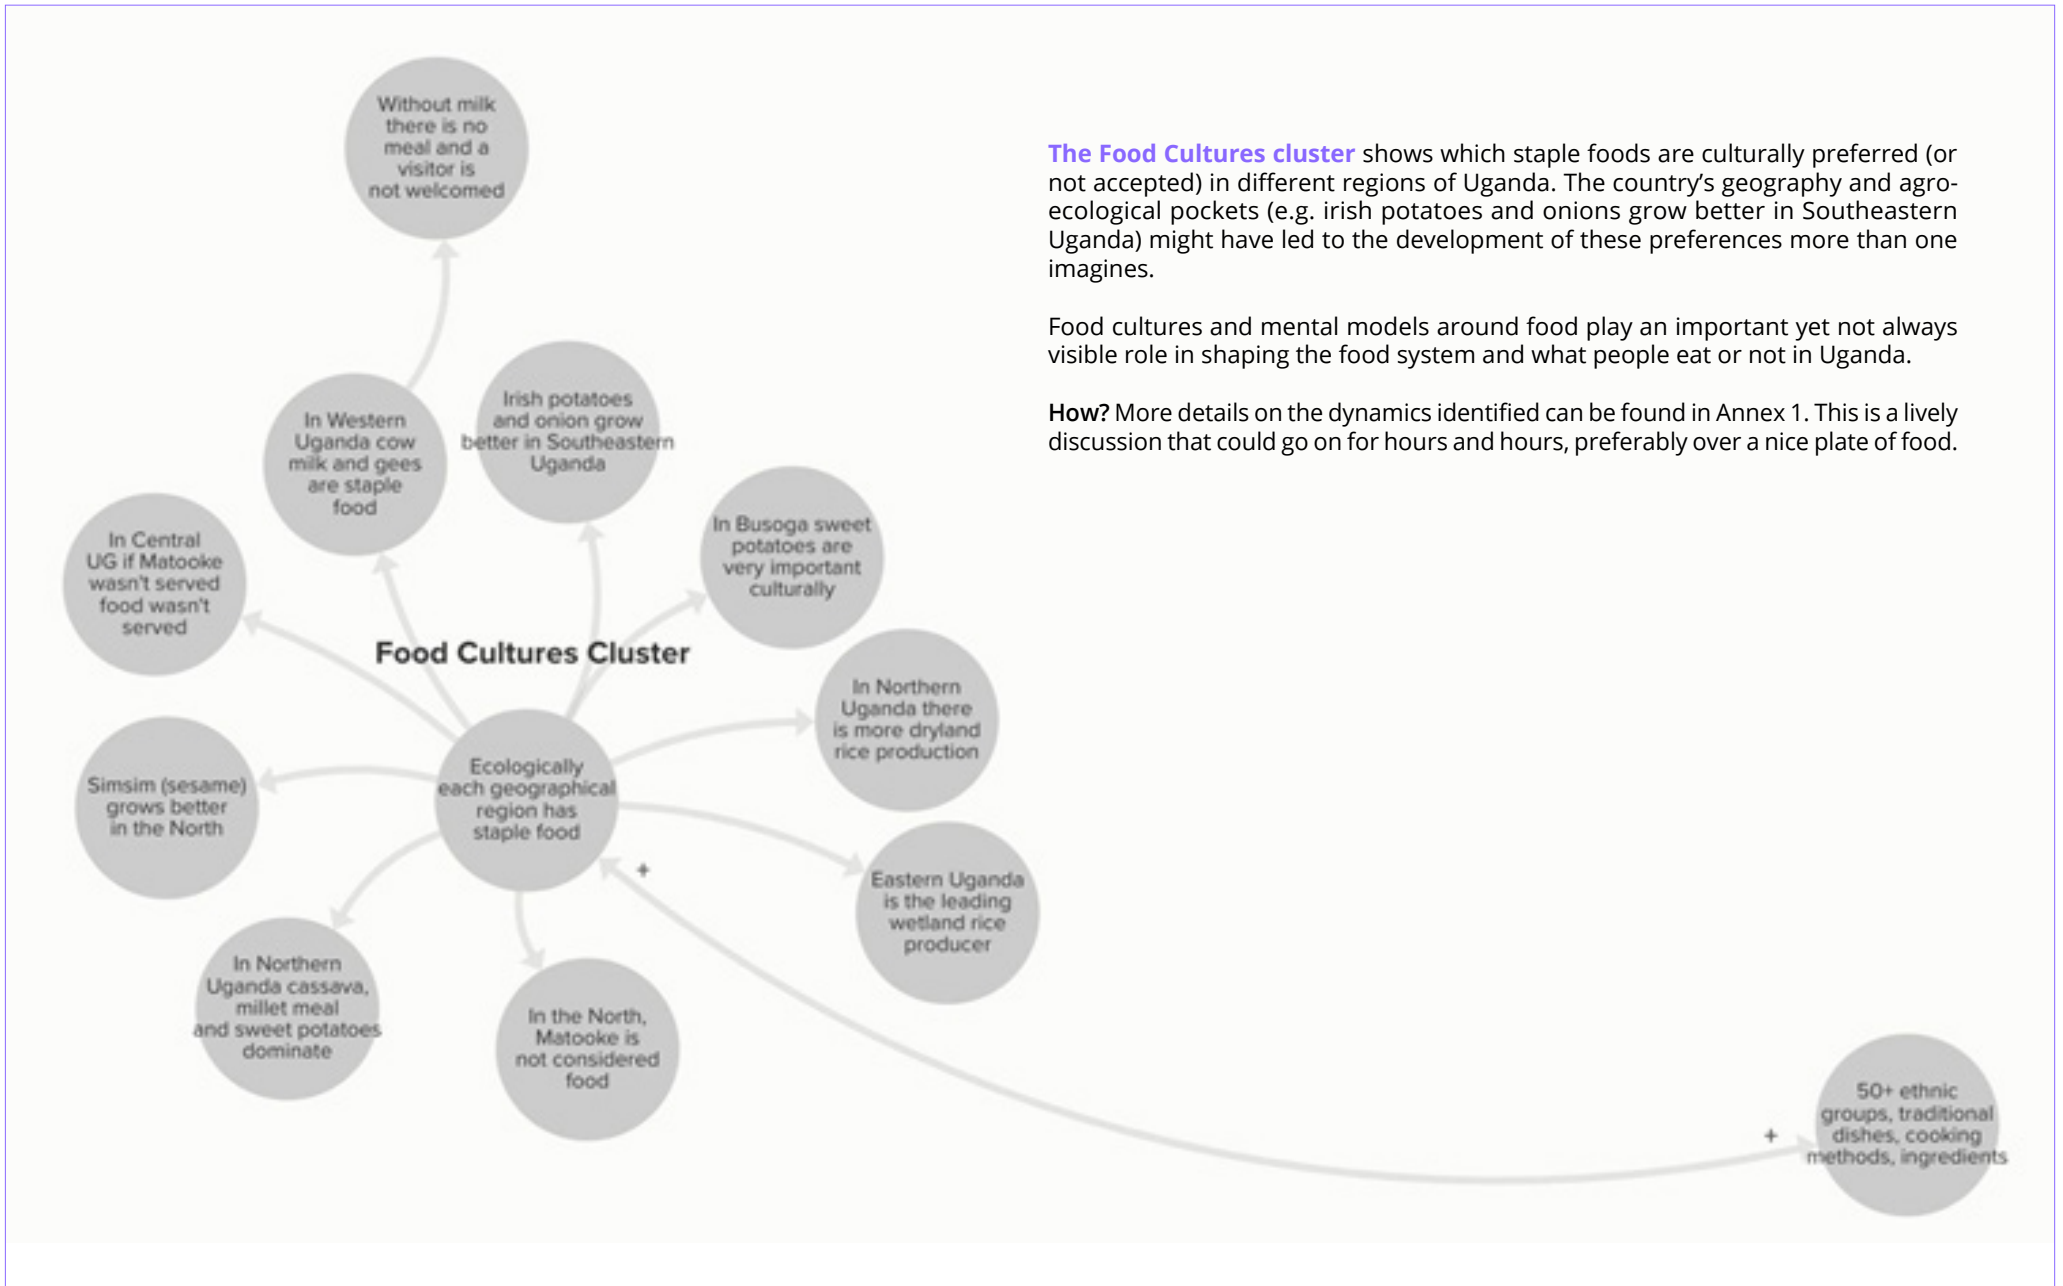 Without milk
there is no
meal and a
visitor is
not welcomed
The Food Cultures cluster shows which staple foods are culturally preferred (or
not accepted) in different regions of Uganda. The country’s geography and agro-
ecological pockets (e.g. irish potatoes and onions grow better in Southeastern
Uganda) might have led to the development of these preferences more than one
imagines.
Food cultures and mental models around food play an important yet not always
visible role in shaping the food system and what people eat or not in Uganda.
How? More details on the dynamics identified can be found in Annex 1. This is a lively
discussion that could go on for hours and hours, preferably over a nice plate of food.
In Western
Uganda cow
milk and gees
are staple
food
Irish potatoes
and onion grow
better in Southeastern
Uganda
In Central
UG if Matooke
wasn't served
food wasn't
served
In Busoga sweet
potatoes are
very important
culturally
Food Cultures Cluster
In Northern
Uganda there
is more dryland
rice production
Simsim (sesame)
grows better
in the North
Ecologically
each geographical
region has
staple food
+
Eastern Uganda
is the leading
wetland rice
producer
In Northern
Uganda cassava,
millet meal
and sweet potatoes
dominate
In the North,
Matooke is
not considered
food
+
50+ ethnic
groups, traditional
dishes, cooking
methods, ingredients